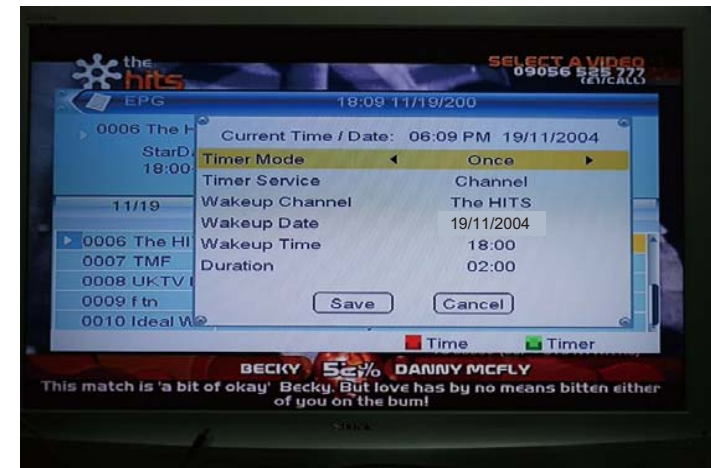 the
hits
SELECT A VIDEO
09056 525 777
(£1/CALL)
EPG 18:09 11/19/200
0006 The H
StarD
18:00
11/19
0006 The HI
0007 TMF
0008 UKTV
0009 f tn
0010 Ideal W
Current Time / Date: 06:09 PM 19/11/2004
Timer Mode Once
Timer Service Channel
Wakeup Channel The HITS
Wakeup Date 19/11/2004
Wakeup Time 18:00
Duration 02:00
Save Cancel
Time Timer
BECKY DANNY MCFLY
This match is 'a bit of okay' Becky. But love has by no means bitten either
of you on the bum!
SONY